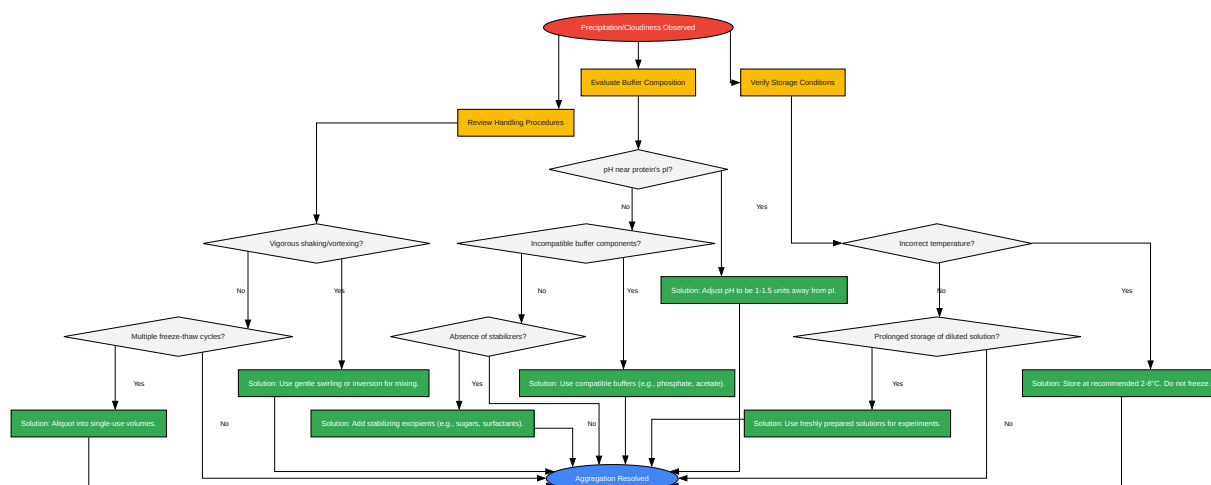 Precipitation/Cloudiness Observed
Evaluate Buffer Composition
Verify Storage Conditions
Review Handling Procedures
pH near protein's pI?
No
Yes
Vigorous shaking/vortexing?
Incompatible buffer components?
Incorrect temperature?
No
Yes
No
Yes
Solution: Adjust pH to be 1-1.5 units away from pI.
No
Yes
Multiple freeze-thaw cycles?
Absence of stabilizers?
Prolonged storage of diluted solution?
Yes
Solution: Use gentle swirling or inversion for mixing.
Yes
Solution: Use compatible buffers (e.g., phosphate, acetate).
Yes
Solution: Store at recommended 2-8°C. Do not freeze.
Solution: Aliquot into single-use volumes.
No
Solution: Add stabilizing excipients (e.g., sugars, surfactants).
No
Solution: Use freshly prepared solutions for experiments.
No
Aggregation Resolved